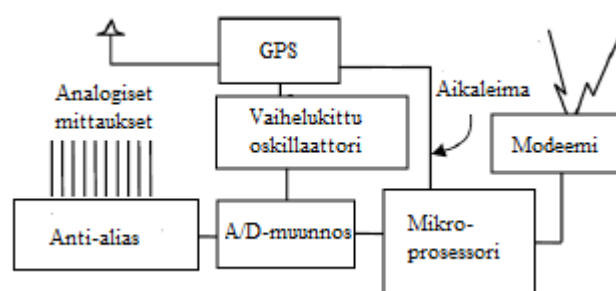 GPS
Analogiset
mittaukset
Vaihelukittu
oskillaattori
Aikaleima
Modeemi
Anti-alias
A/D-muunnos
Mikro-
prosessori